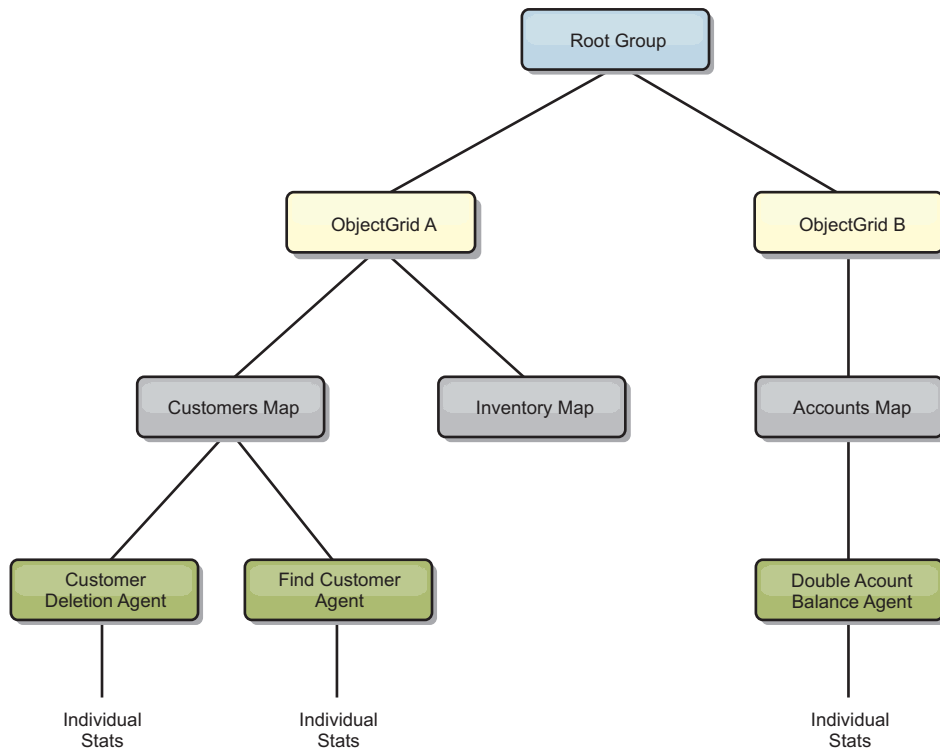 Root Group
ObjectGrid A
ObjectGrid B
Customers Map
Inventory Map
Accounts Map
Customer
Deletion Agent
Find Customer
Agent
Double Acount
Balance Agent
Individual
Stats
Individual
Stats
Individual
Stats